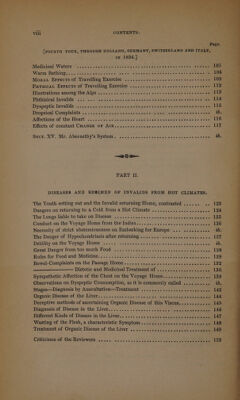 viii CONTENTS.
Page.
[FOURTH TOUR, THROUGH HOLLAND, GERMANY, SWITZERLAND AND ITALY,
IN 1834.]
Medicinal Waters 105
Warm Bathing 106
MORAL EFFECTS of Travelling Exercise 109
PHYSICAL EFFECTS of Travelling Exercise 112
Illustrations among the Alps 113
Phthisical Invalids 114
Dyspeptic Invalids 115
Dropsical Complaints ib.
Affections of the Heart 116
Effects of constant CHANGE OF AIR 117
SECT. XV. Mr. Abernethy's System ib.
PART II.
DISEASES AND REGIMEN OF INVALIDS FROM HOT CLIMATES.
The Youth setting out and the Invalid returning Home, contrasted 123
Dangers on returning to a Cold from a Hot Climate 124
The Lungs liable to take on Disease 125
Conduct on the Voyage Home from the Indies 126
Necessity of strict abstemiousness on Embarking for Europe ib.
The Danger of Hypochondriasis after returning 127
Debility on the Voyage Home ib.
Great Danger from too much Food 128
Rules for Food and Medicine 129
Bowel-Complaints on the Passage Home 132
Dietetic and Medicinal Treatment of 136
Sympathetic Affection of the Chest on the Voyage Home 138
Observations on Dyspeptic Consumption, as it is commonly called ib.
Stages—Diagnosis by Auscultation—Treatment 142
Organic Disease of the Liver 144
Deceptive methods of ascertaining Organic Disease of this Viscus 145
Diagnosis of Disease in the Liver 146
Different Kinds of Disease in the Liver 147
Wasting of the Flesh, a characteristic Symptom 148
Treatment of Organic Disease of the Liver 149
Criticisms of the Reviewers 153